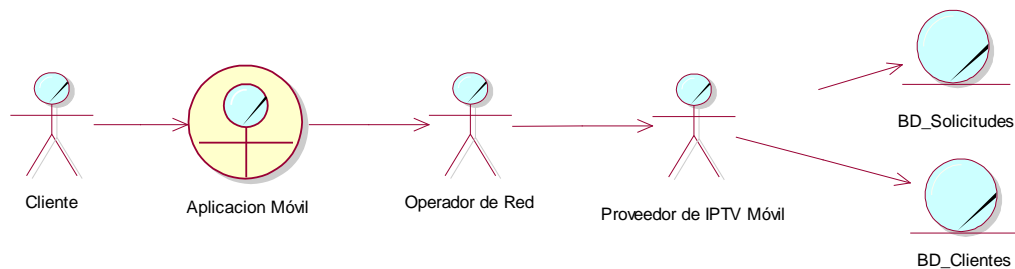 Cliente
Aplicacion Móvil
Operador de Red
Proveedor de IPTV Móvil
BD_Solicitudes
BD_Clientes